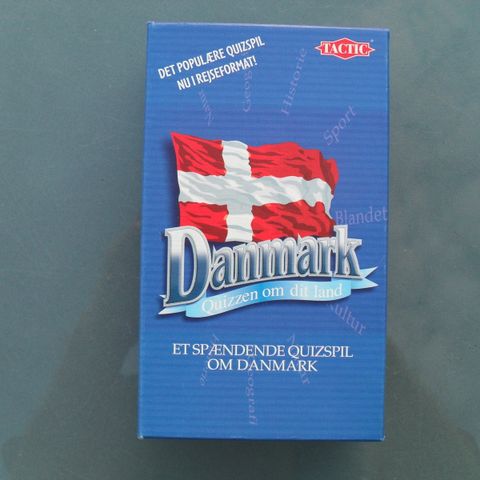 DET POPULÆRE QUIZSPIL
NU I REJSEFORMAT!
TACTIC
Historie
Sport
Blandet
Danmark
Quizzen om dit land
Kultur
ET SPÆNDENDE QUIZSPIL
OM DANMARK